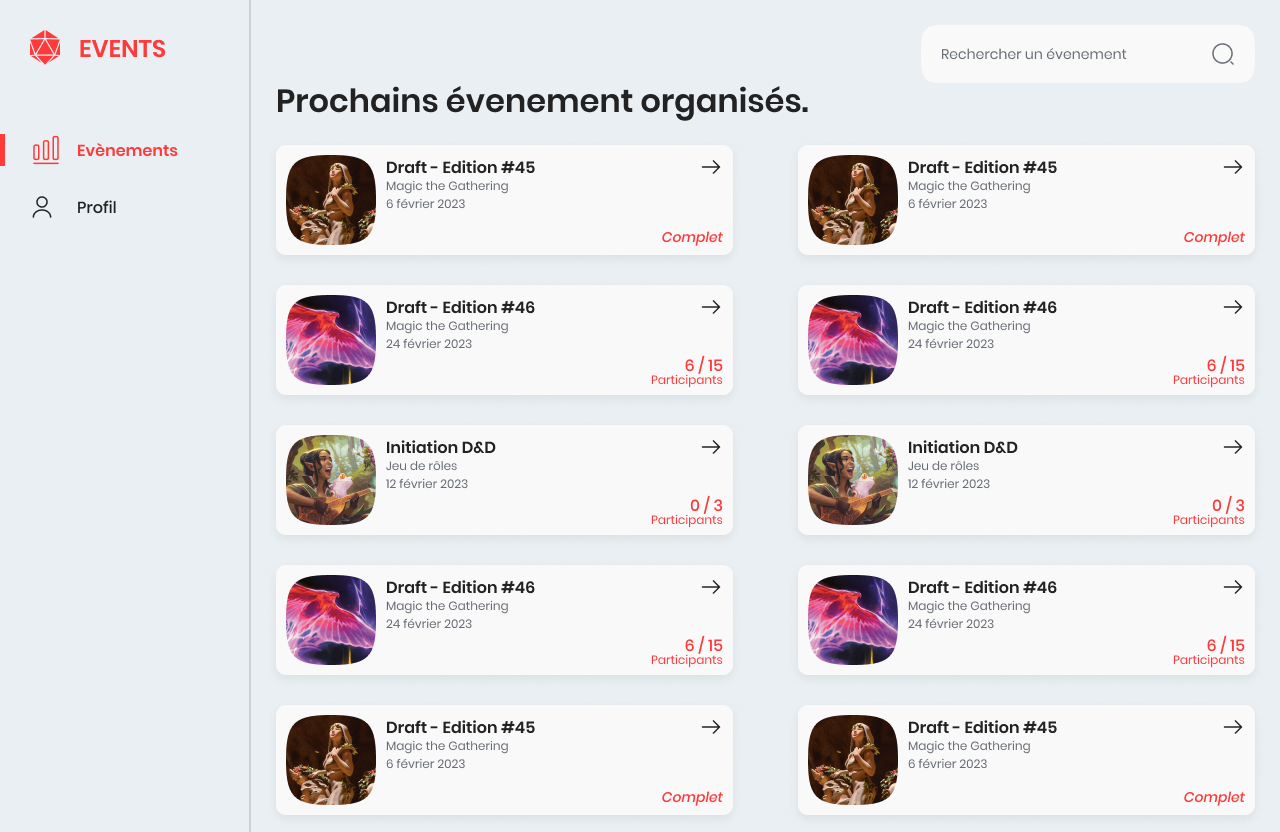 EVENTS
Rechercher un évenement
Evènements
Profil
Prochains évenement organisés.
Draft - Edition #45
Magic the Gathering
6 février 2023
Complet
Draft - Edition #45
Magic the Gathering
6 février 2023
Complet
Draft - Edition #46
Magic the Gathering
24 février 2023
6 / 15
Participants
Draft - Edition #46
Magic the Gathering
24 février 2023
6 / 15
Participants
Initiation D&D
Jeu de rôles
12 février 2023
0 / 3
Participants
Initiation D&D
Jeu de rôles
12 février 2023
0 / 3
Participants
Draft - Edition #46
Magic the Gathering
24 février 2023
6 / 15
Participants
Draft - Edition #46
Magic the Gathering
24 février 2023
6 / 15
Participants
Draft - Edition #45
Magic the Gathering
6 février 2023
Complet
Draft - Edition #45
Magic the Gathering
6 février 2023
Complet